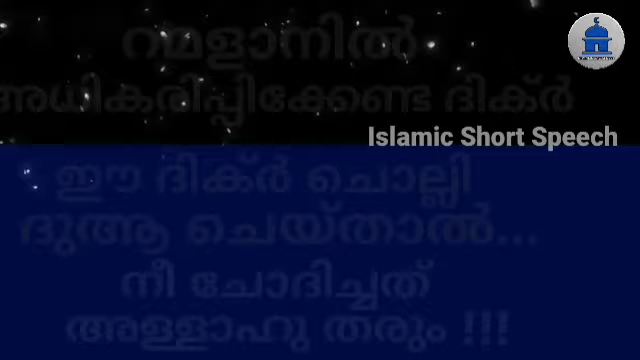 റമളാനിൽ
അധികരിപ്പിക്കേണ്ട ദിക്ർ
Islamic Short Speech
ഈ ദിക്ർ ചൊല്ലി
ദുആ ചെയ്താൽ...
നീ ചോദിച്ചത്
അള്ളാഹു തരും !!!